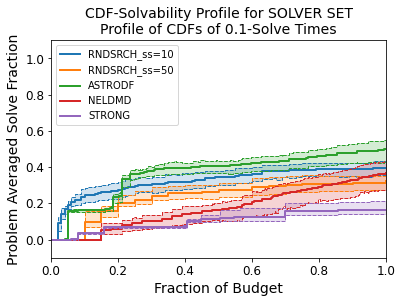 CDF-Solvability Profile for SOLVER SET
Profile of CDFs of 0.1-Solve Times
Problem Averaged Solve Fraction
1.0
0.8
0.6
0.4
0.2
0.0
RNDSRCH_ss=10
RNDSRCH_ss=50
ASTRODF
NELDMD
STRONG
0.0 0.2 0.4 0.6 0.8 1.0
Fraction of Budget